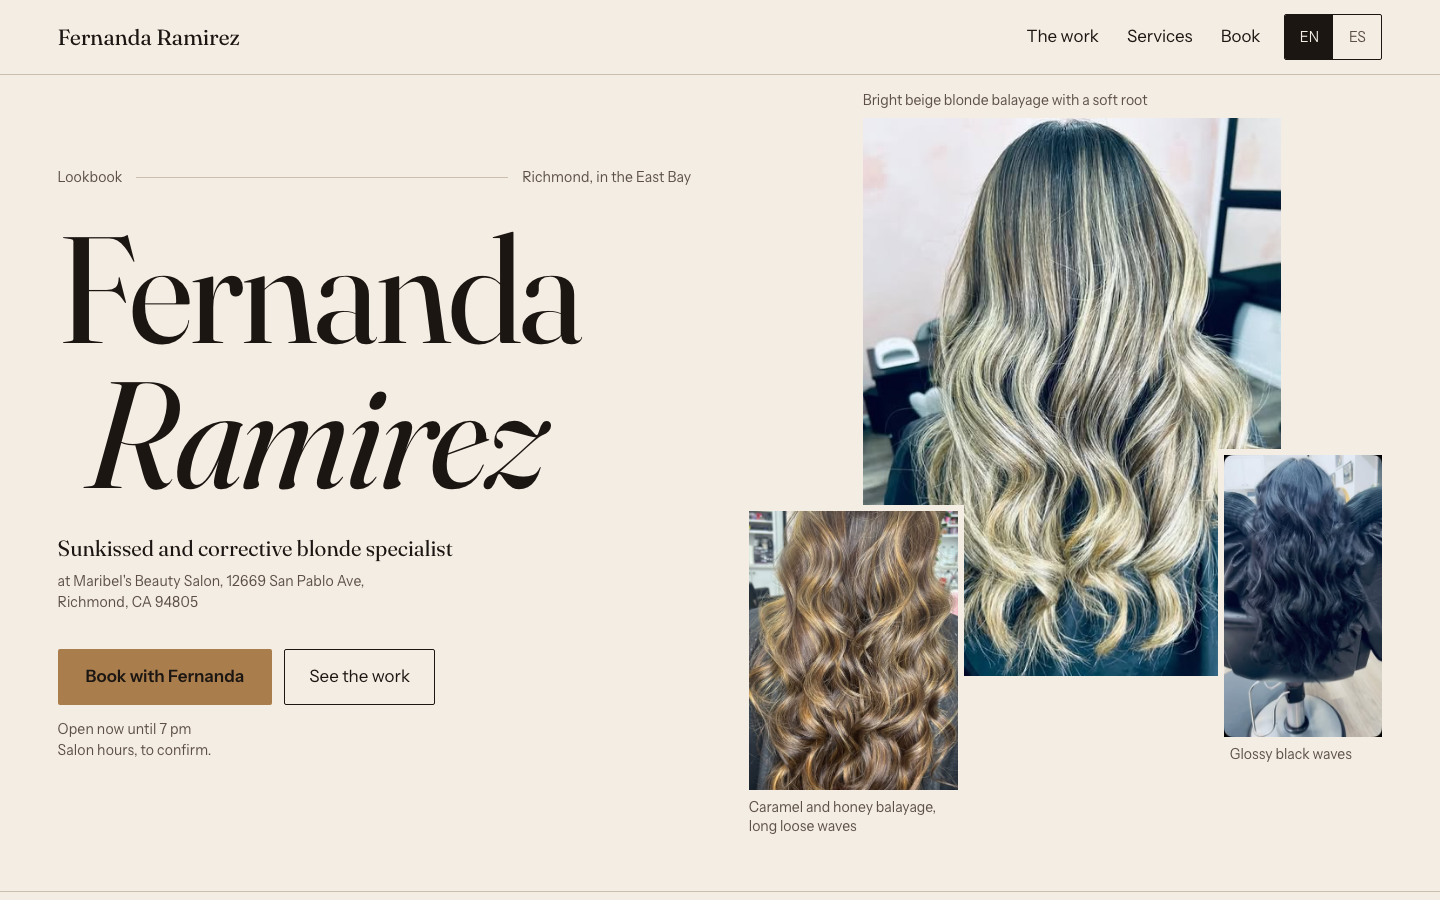 Fernanda Ramirez
The work
Services
Book
EN
ES
Bright beige blonde balayage with a soft root
Lookbook
Richmond, in the East Bay
Fernanda
Ramirez
Sunkissed and corrective blonde specialist
at Maribel's Beauty Salon, 12669 San Pablo Ave,
Richmond, CA 94805
Book with Fernanda
See the work
Open now until 7 pm
Salon hours, to confirm.
Glossy black waves
Caramel and honey balayage,
long loose waves